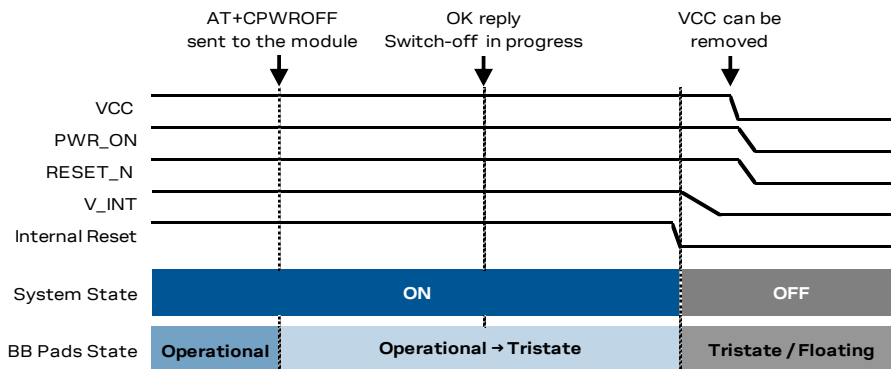 AT+CPWROFF
sent to the module
OK reply
Switch-off in progress
VCC can be
removed
VCC
PWR_ON
RESET_N
V_INT
Internal Reset
System State
ON
OFF
BB Pads State
Operational
Operational → Tristate
Tristate / Floating